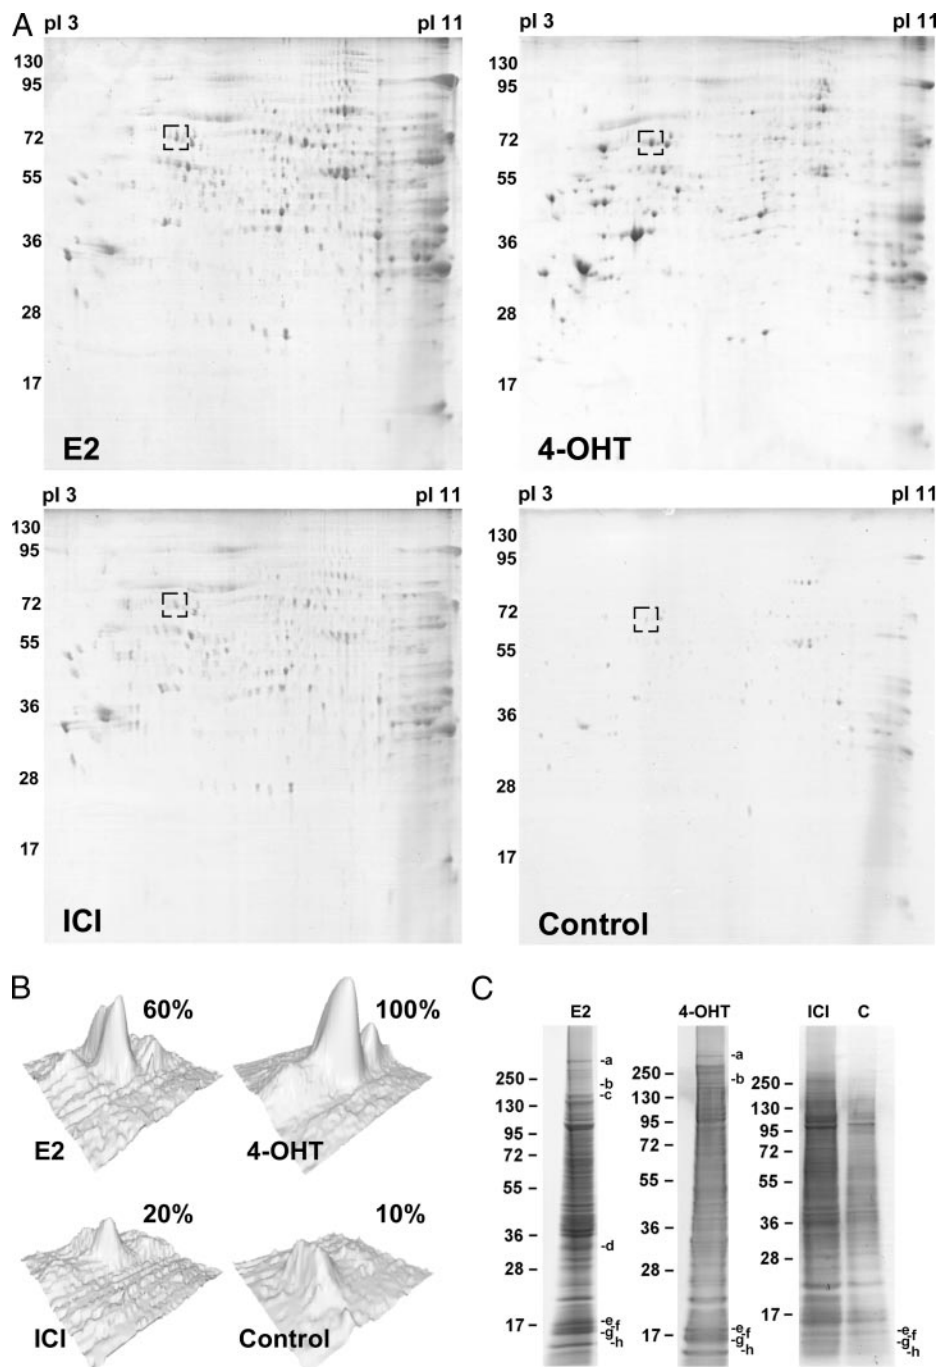 A
pI 3 pI 11
130
95
72
55
36
28
17
E2
pI 3 pI 11
130
95
72
55
36
28
17
4-OHT
pI 3 pI 11
130
95
72
55
36
28
17
ICI
pI 3 pI 11
130
95
72
55
36
28
17
Control
B
60%
E2
100%
4-OHT
20%
ICI
10%
Control
C
E2
250 –
130 –
95 –
72 –
55 –
36 –
28 –
17 –
-a
-b
-c
-d
-e
-f
-g
-h
4-OHT
250 –
130 –
95 –
72 –
55 –
36 –
28 –
17 –
-a
-b
-e
-f
-g
-h
ICI C
250 –
130 –
95 –
72 –
55 –
36 –
28 –
17 –
-e
-f
-g
-h